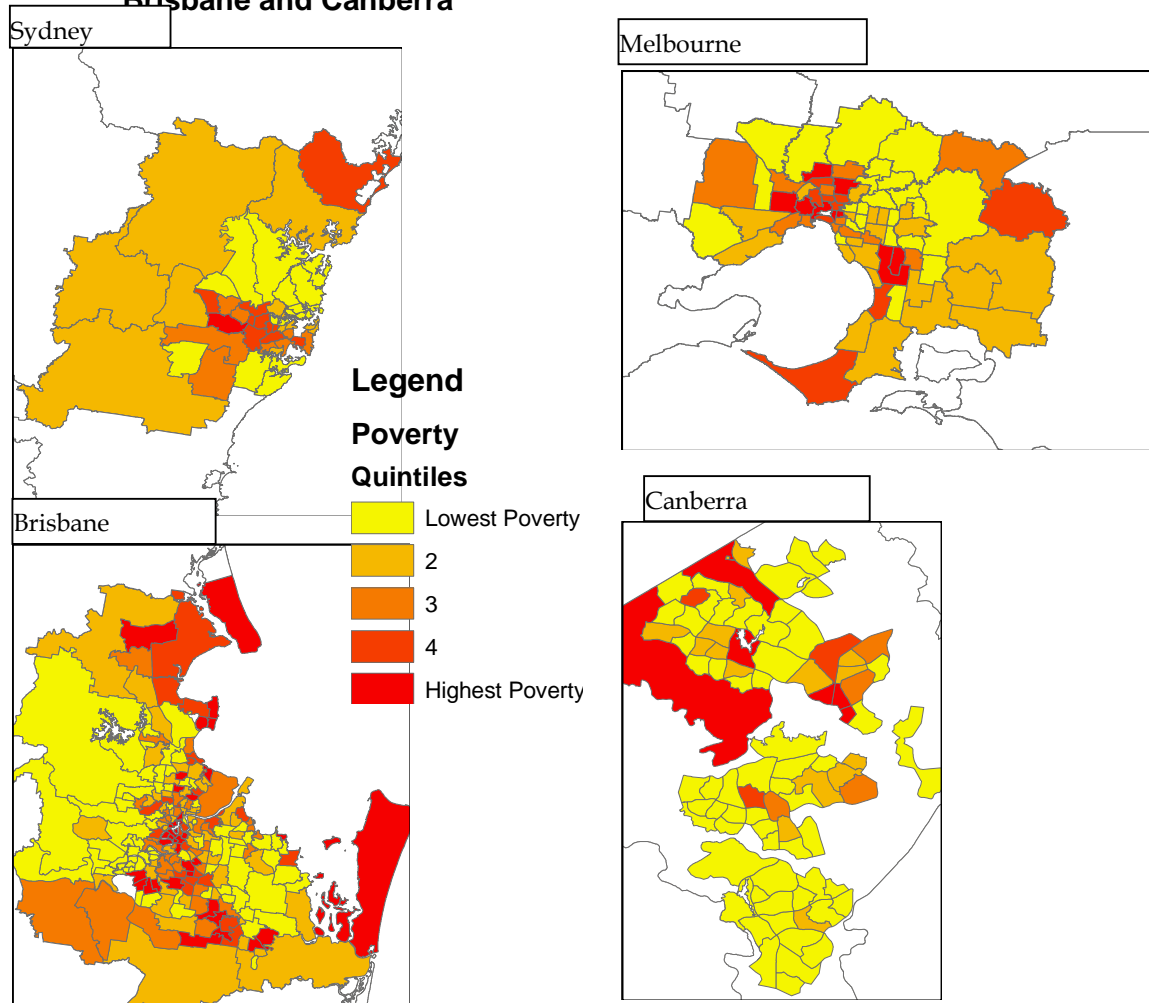 Brisbane and Canberra
Sydney
Melbourne
Legend
Poverty
Quintiles
Lowest Poverty
2
3
4
Highest Poverty
Brisbane
Canberra